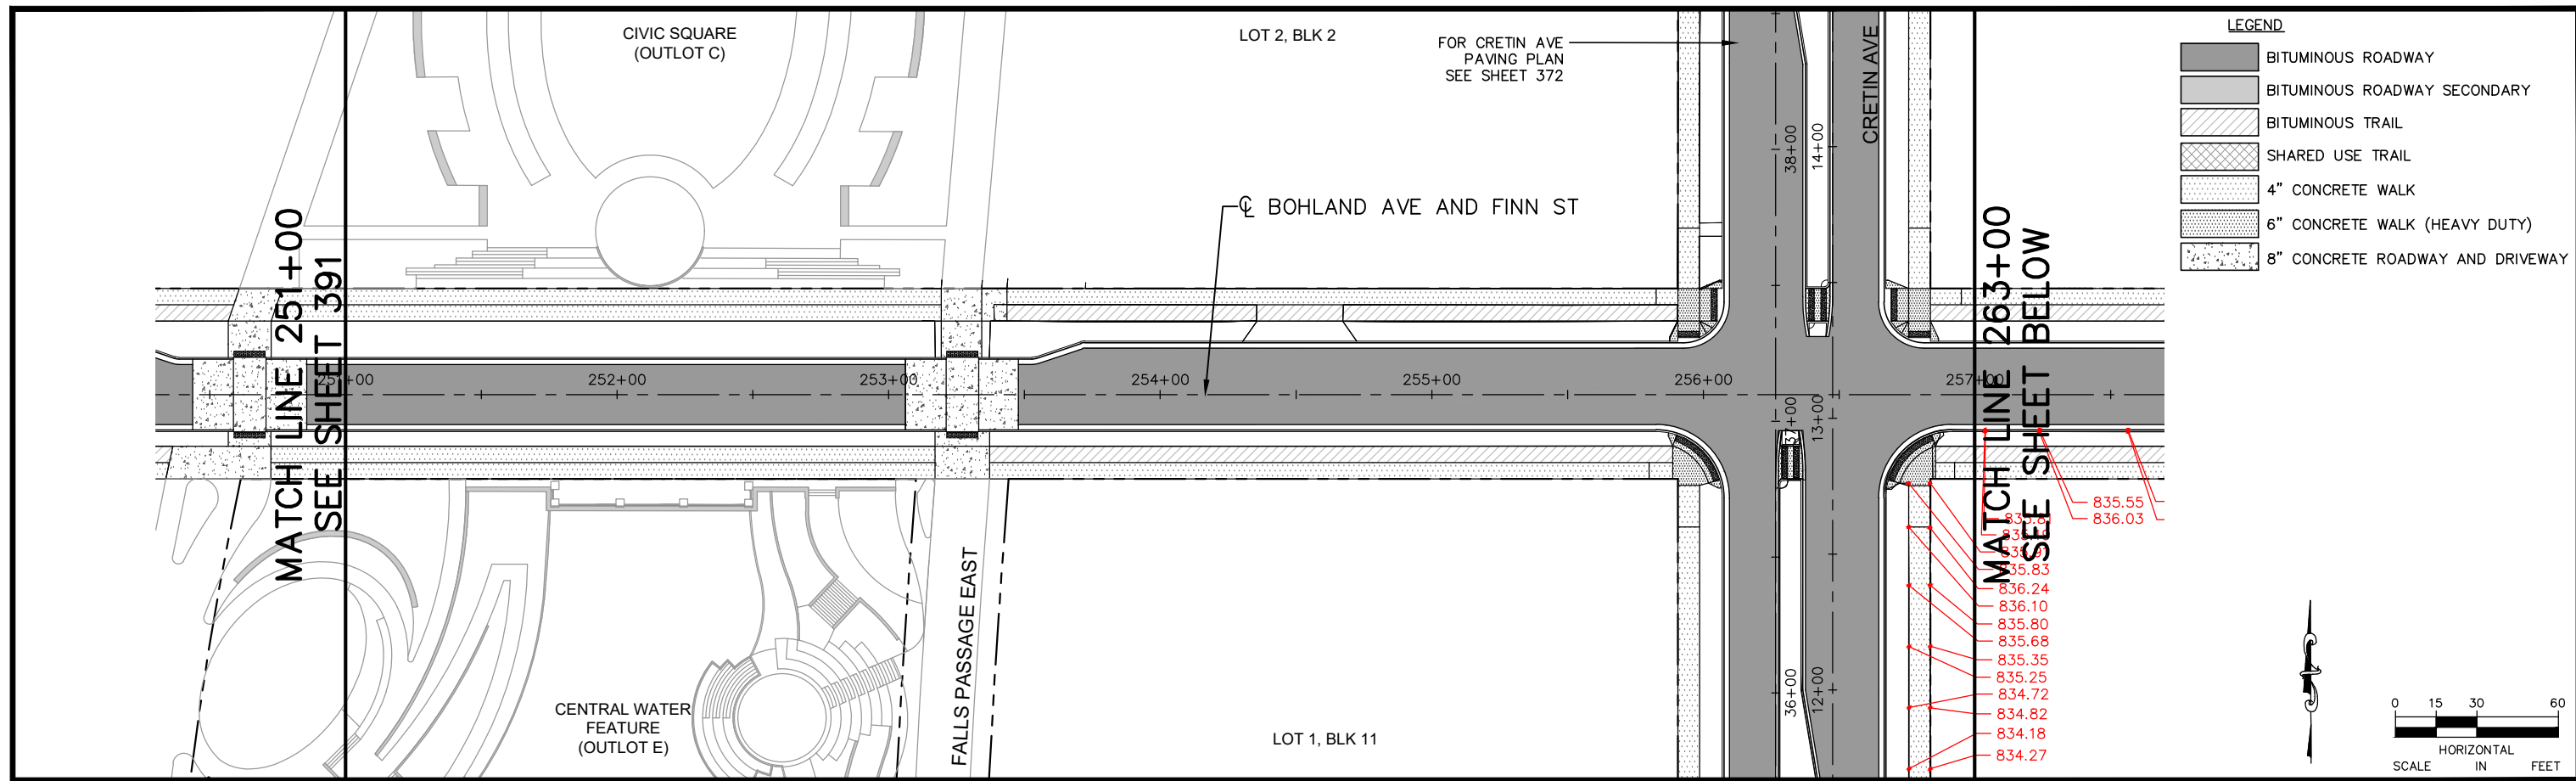 CIVIC SQUARE
(OUTLOT C)
LOT 2, BLK 2
FOR CRETIN AVE
PAVING PLAN
SEE SHEET 372
CRETIN AVE
38+00
14+00
LEGEND
BITUMINOUS ROADWAY
BITUMINOUS ROADWAY SECONDARY
BITUMINOUS TRAIL
SHARED USE TRAIL
4" CONCRETE WALK
6" CONCRETE WALK (HEAVY DUTY)
8" CONCRETE ROADWAY AND DRIVEWAY
℄ BOHLAND AVE AND FINN ST
MATCH LINE 251+00
SEE SHEET 391
MATCH LINE 263+00
SEE SHEET BELOW
251+00
252+00
253+00
254+00
255+00
256+00
257+00
37+00
13+00
835.55
836.03
835.83
836.24
836.10
835.80
835.68
835.35
835.25
834.72
834.82
834.18
834.27
36+00
12+00
FALLS PASSAGE EAST
CENTRAL WATER
FEATURE
(OUTLOT E)
LOT 1, BLK 11
0 15 30 60
HORIZONTAL
SCALE IN FEET